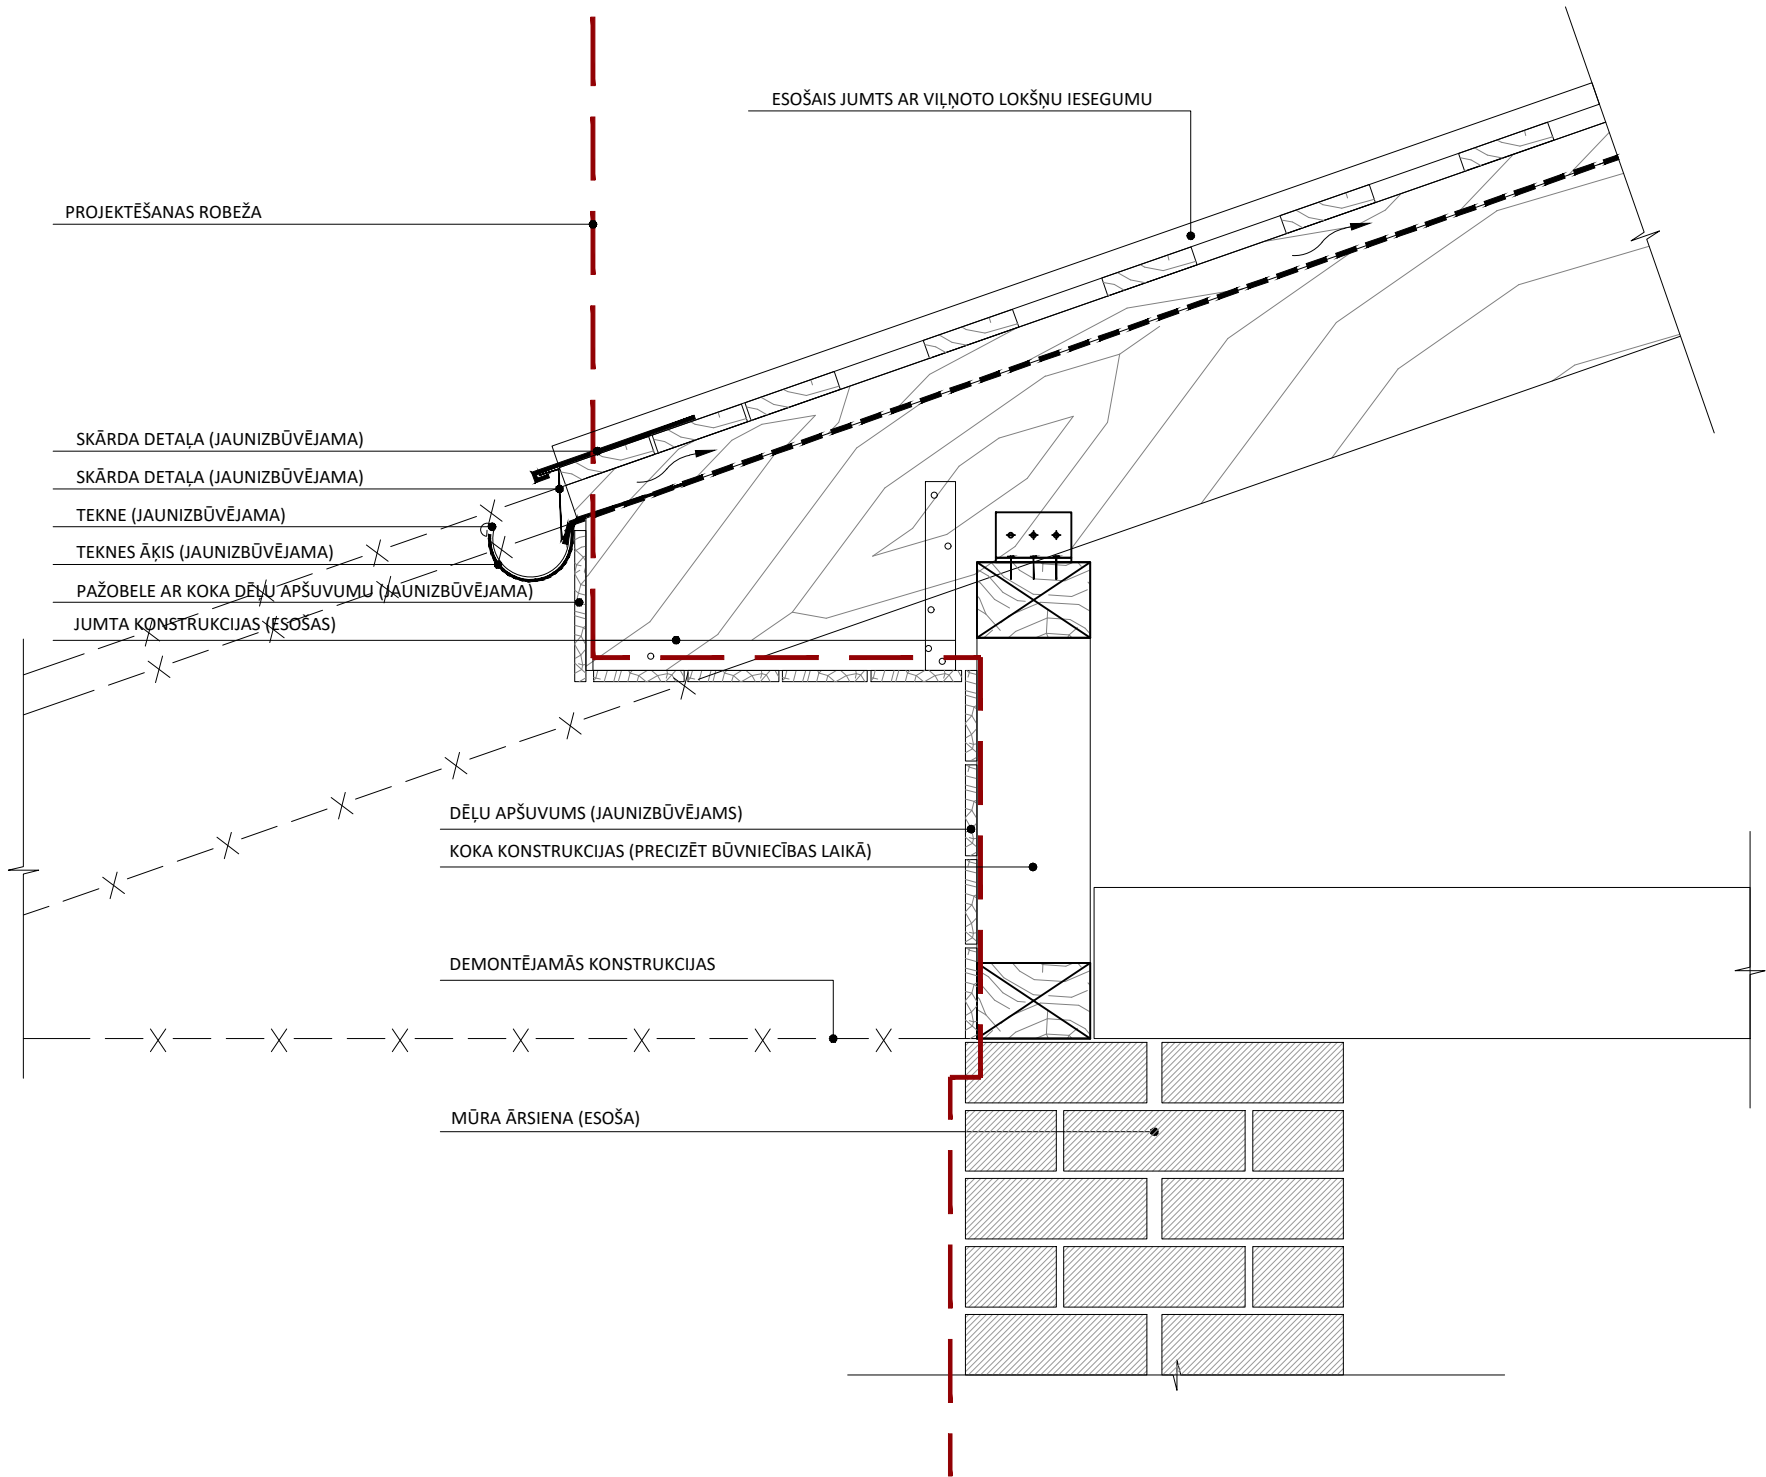 ESOŠAIS JUMTS AR VIĻŅOTO LOKŠŅU IESEGUMU
PROJEKTĒŠANAS ROBEŽA
SKĀRDA DETAĻA (JAUNIZBŪVĒJAMA)
SKĀRDA DETAĻA (JAUNIZBŪVĒJAMA)
TEKNE (JAUNIZBŪVĒJAMA)
TEKNES ĀĶIS (JAUNIZBŪVĒJAMA)
PAŽOBELE AR KOKA DĒĻU APŠUVUMU (JAUNIZBŪVĒJAMA)
JUMTA KONSTRUKCIJAS (ESOŠAS)
DĒĻU APŠUVUMS (JAUNIZBŪVĒJAMS)
KOKA KONSTRUKCIJAS (PRECIZĒT BŪVNIECĪBAS LAIKĀ)
DEMONTĒJAMĀS KONSTRUKCIJAS
MŪRA ĀRSIENA (ESOŠA)